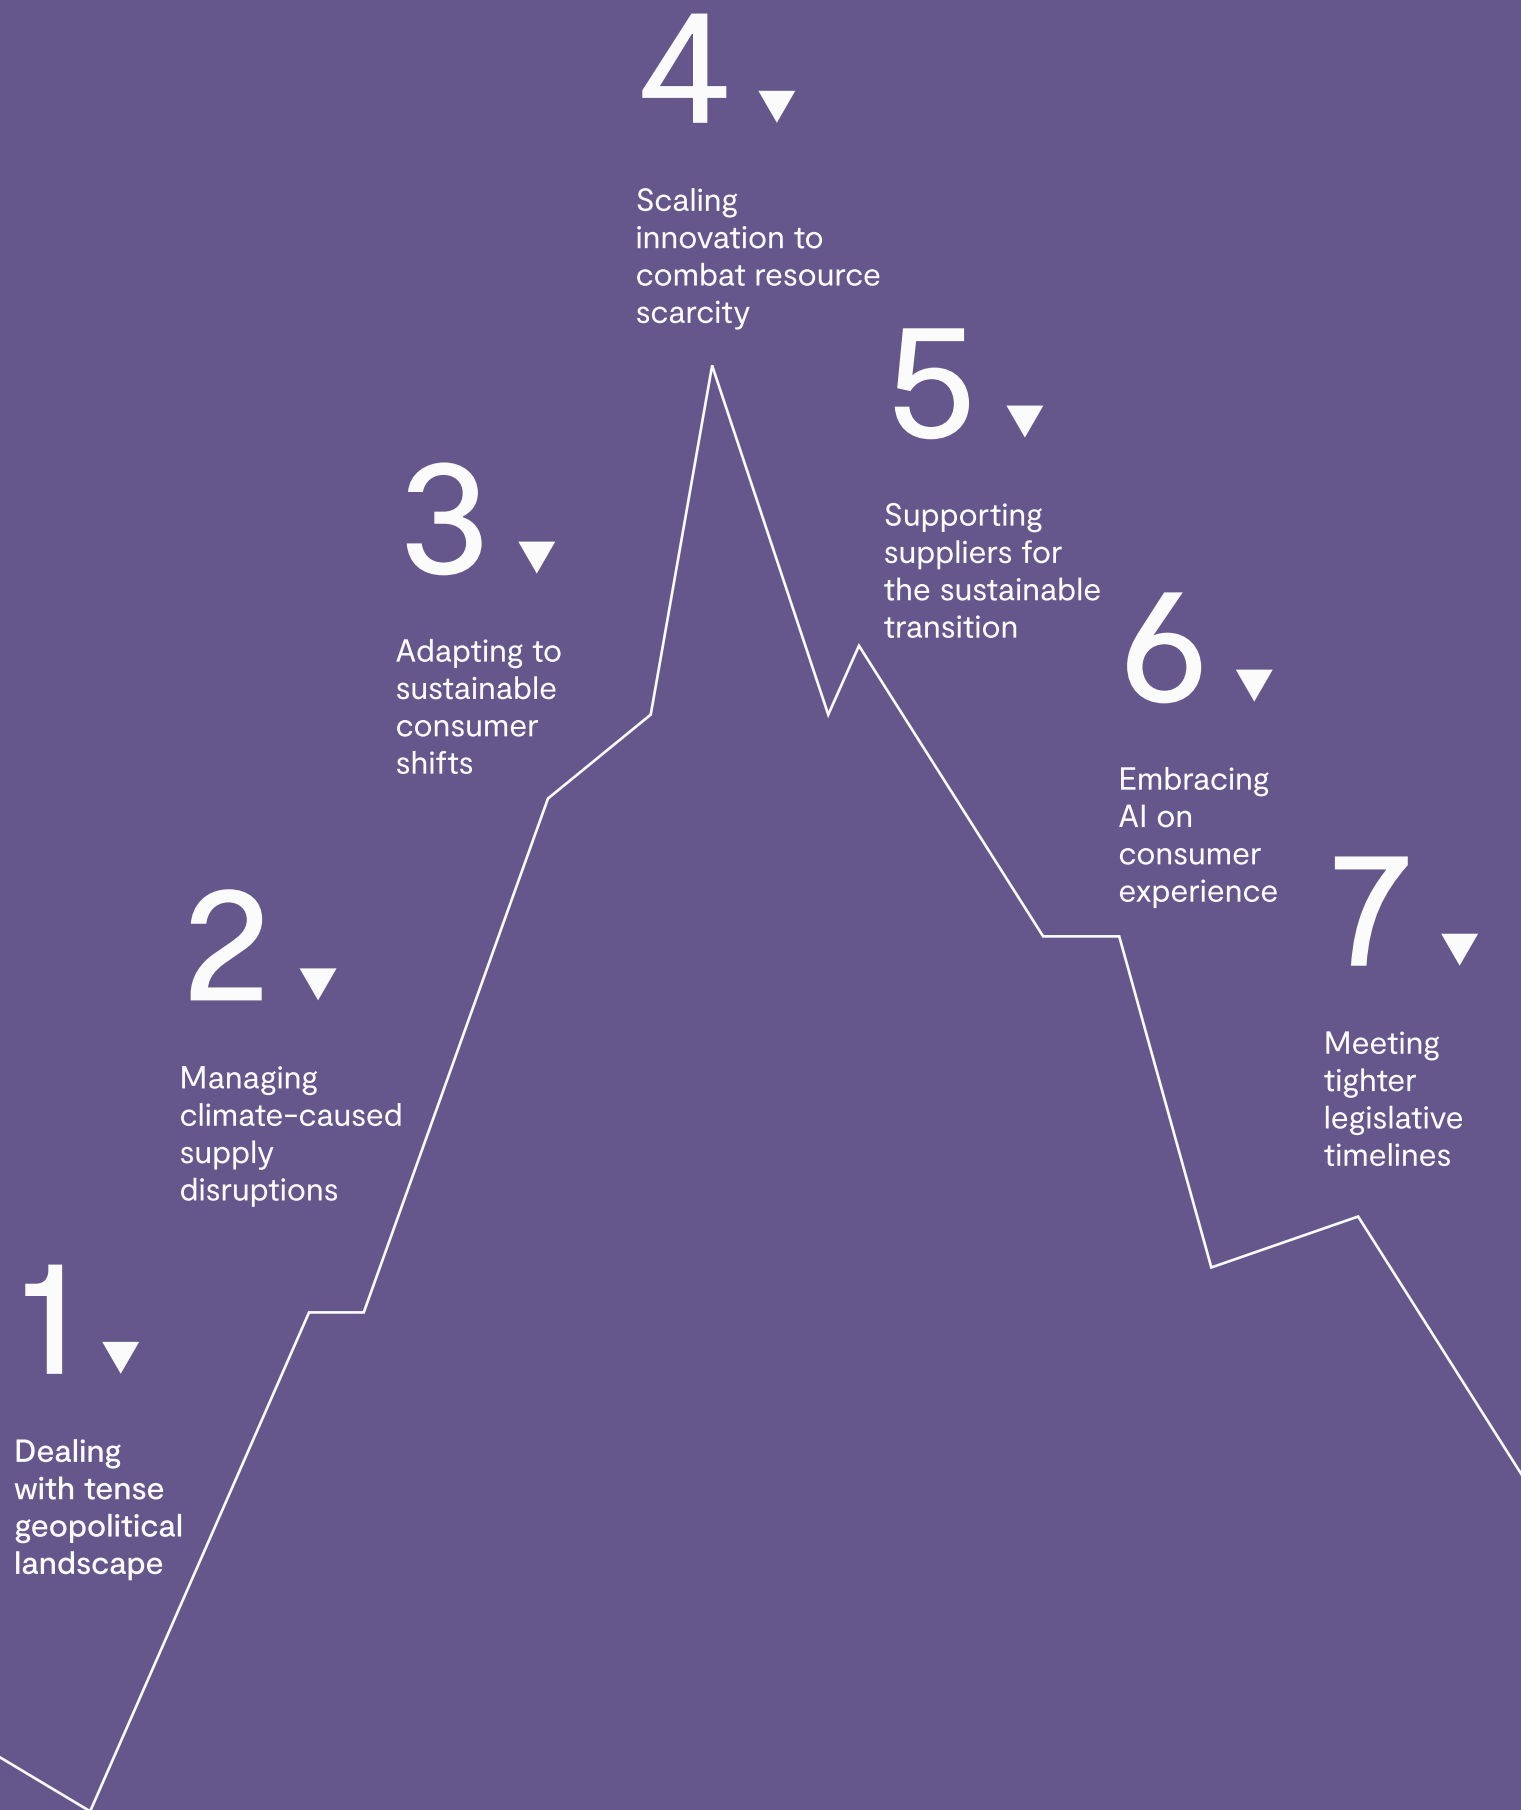 1
Dealing
with tense
geopolitical
landscape
2
Managing
climate-caused
supply
disruptions
3
Adapting to
sustainable
consumer
shifts
4
Scaling
innovation to
combat resource
scarcity
5
Supporting
suppliers for
the sustainable
transition
6
Embracing
AI on
consumer
experience
7
Meeting
tighter
legislative
timelines